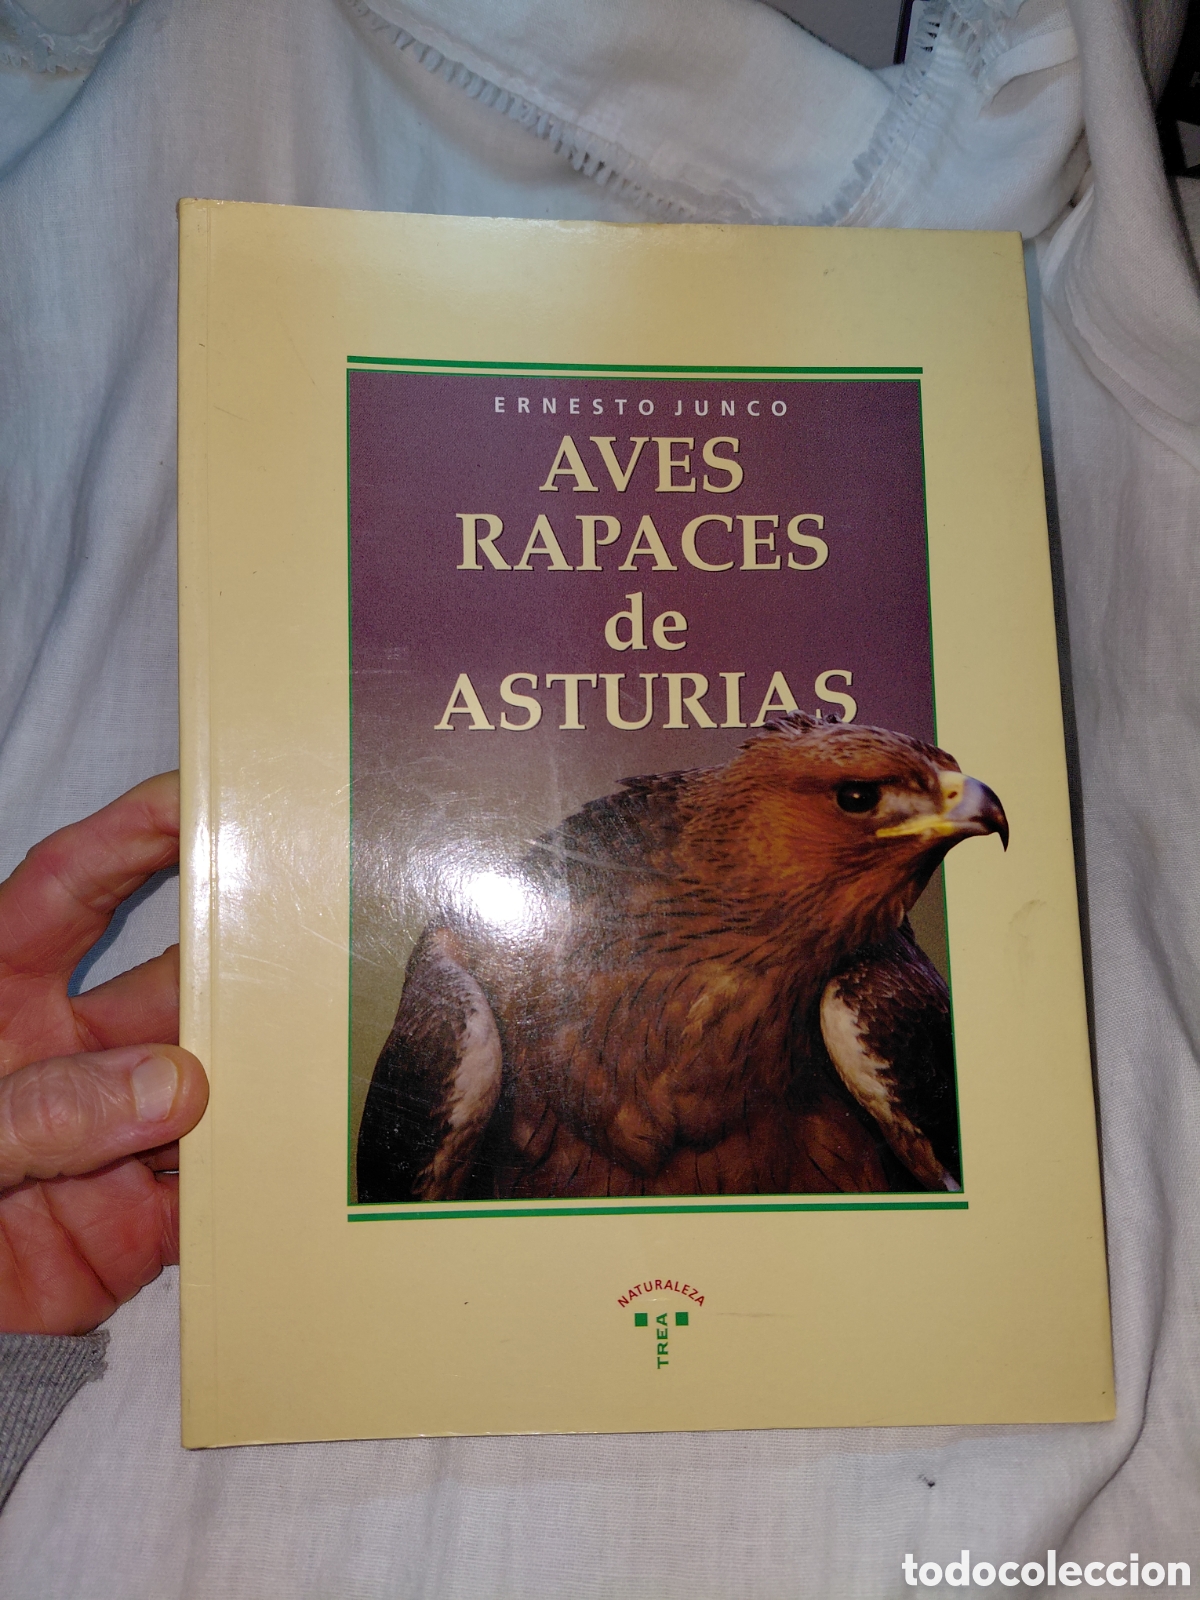 ERNESTO JUNCO
AVES
RAPACES
de
ASTURIAS
NATURALEZA
TREA
todocoleccion